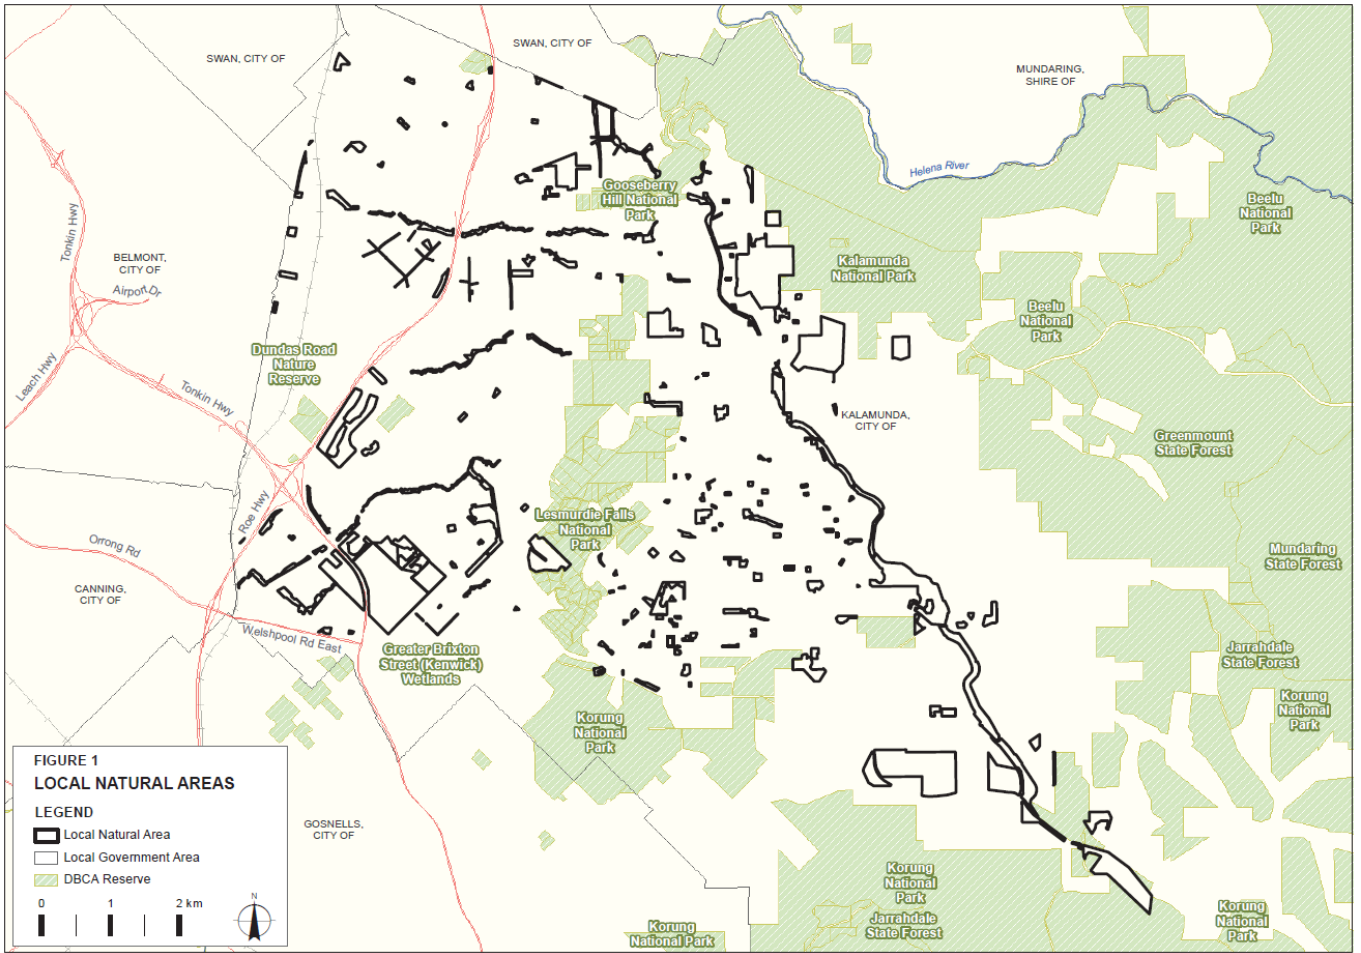 SWAN, CITY OF
SWAN, CITY OF
MUNDARING,
SHIRE OF
Helena River
Gooseberry
Hill National
Park
Beelu
National
Park
Tonkin Hwy
BELMONT,
CITY OF
Airport Dr
Kalamunda
National Park
Beelu
National
Park
Dundas Road
Nature
Reserve
Leach Hwy
Tonkin Hwy
KALAMUNDA,
CITY OF
Greenmount
State Forest
Roe Hwy
Lesmurdie Falls
National
Park
Orrong Rd
Mundaring
State Forest
CANNING,
CITY OF
Welshpool Rd East
Greater Brixton
Street (Kenwick)
Wetlands
Jarrahdale
State Forest
Korung
National
Park
Korung
National
Park
FIGURE 1
LOCAL NATURAL AREAS
LEGEND
Local Natural Area
Local Government Area
DBCA Reserve
0 1 2 km
N
GOSNELLS,
CITY OF
Korung
National
Park
Jarrahdale
State Forest
Korung
National
Park
Korung
National Park